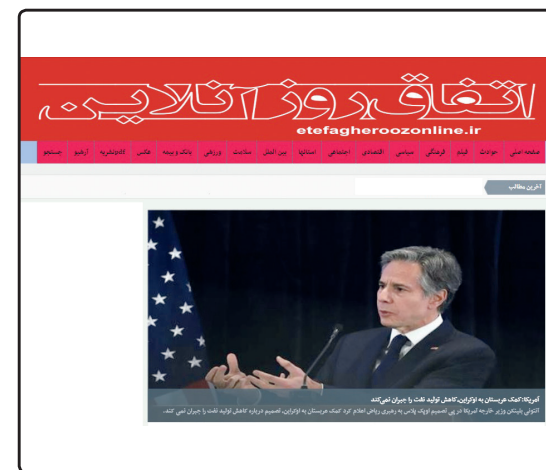 اتفاق روز آنلاین
etefagheroozonline.ir
صفحه اصلی حوادث فیلم فرهنگی سیاسی اقتصادی اجتماعی استانها بین الملل سلامت ورزشی بانک و بیمه عکس pdfنشریه آرشیو جستجو
آخرین مطالب
آمریکا: کمک عربستان به اوکراین، کاهش تولید نفت را جبران نمی‌کند
آنتونی بلینکن وزیر خارجه آمریکا در پی تصمیم اوپک پلاس به رهبری ریاض اعلام کرد کمک عربستان به اوکراین، تصمیم درباره کاهش تولید نفت را جبران نمی کند.